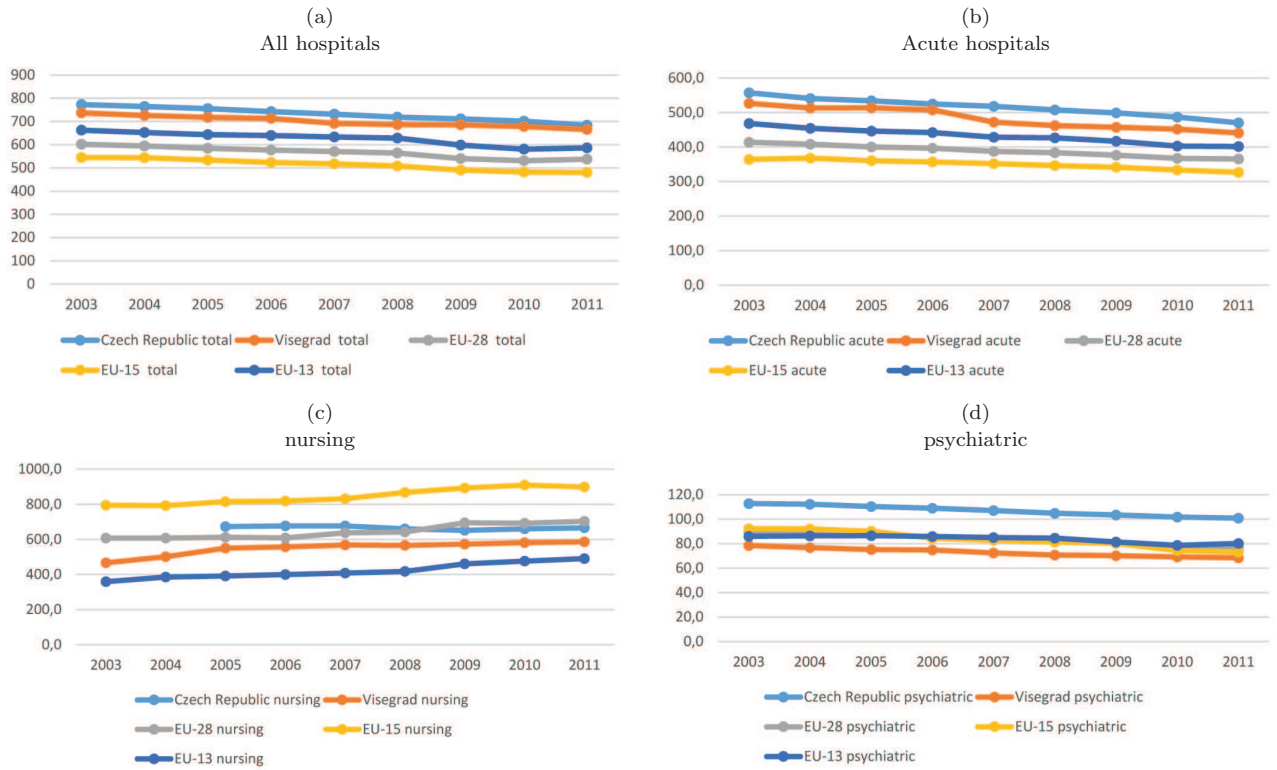 (a)
All hospitals
900
800
700
600
500
400
300
200
100
0
2003 2004 2005 2006 2007 2008 2009 2010 2011
Czech Republic total Visegrad total EU-28 total
EU-15 total EU-13 total
(b)
Acute hospitals
600,0
500,0
400,0
300,0
200,0
100,0
0,0
2003 2004 2005 2006 2007 2008 2009 2010 2011
Czech Republic acute Visegrad acute EU-28 acute
EU-15 acute EU-13 acute
(c)
nursing
1000,0
800,0
600,0
400,0
200,0
0,0
2003 2004 2005 2006 2007 2008 2009 2010 2011
Czech Republic nursing Visegrad nursing
EU-28 nursing EU-15 nursing
EU-13 nursing
(d)
psychiatric
120,0
100,0
80,0
60,0
40,0
20,0
0,0
2003 2004 2005 2006 2007 2008 2009 2010 2011
Czech Republic psychiatric Visegrad psychiatric
EU-28 psychiatric EU-15 psychiatric
EU-13 psychiatric